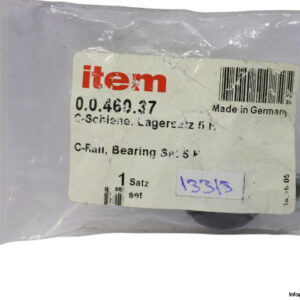 item
0.0.460.37
Made in Germany
C-Schiene, Lagersatz 5
C-Rail, Bearing Set 5
1 Satz
set
13313